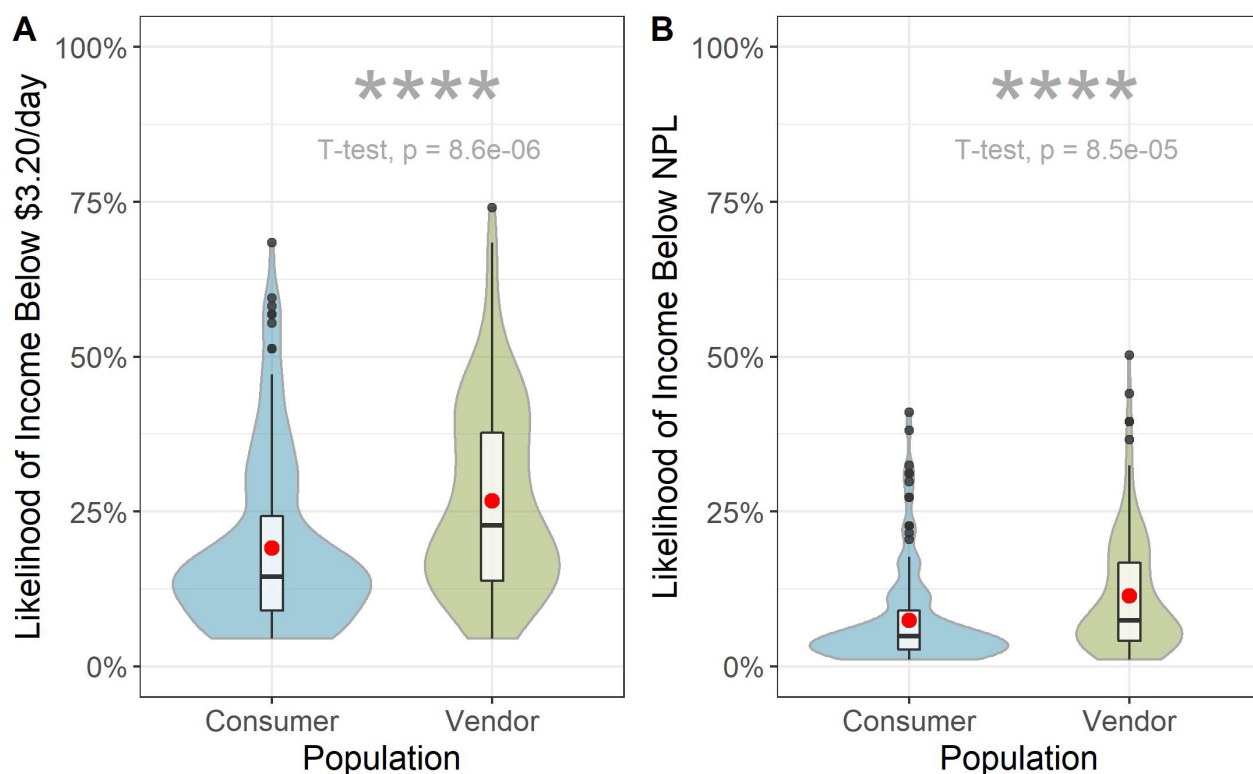 A
Likelihood of Income Below $3.20/day
100%
75%
50%
25%
0%
****
T-test, p = 8.6e-06
Consumer
Vendor
Population
B
Likelihood of Income Below NPL
100%
75%
50%
25%
0%
****
T-test, p = 8.5e-05
Consumer
Vendor
Population